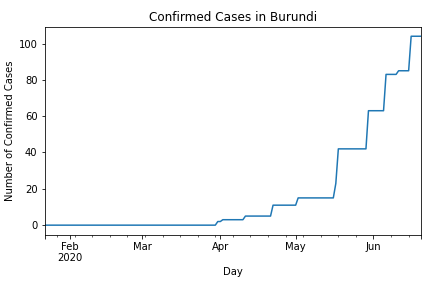 Confirmed Cases in Burundi
Number of Confirmed Cases
100
80
60
40
20
0
Feb Mar Apr May Jun
2020
Day